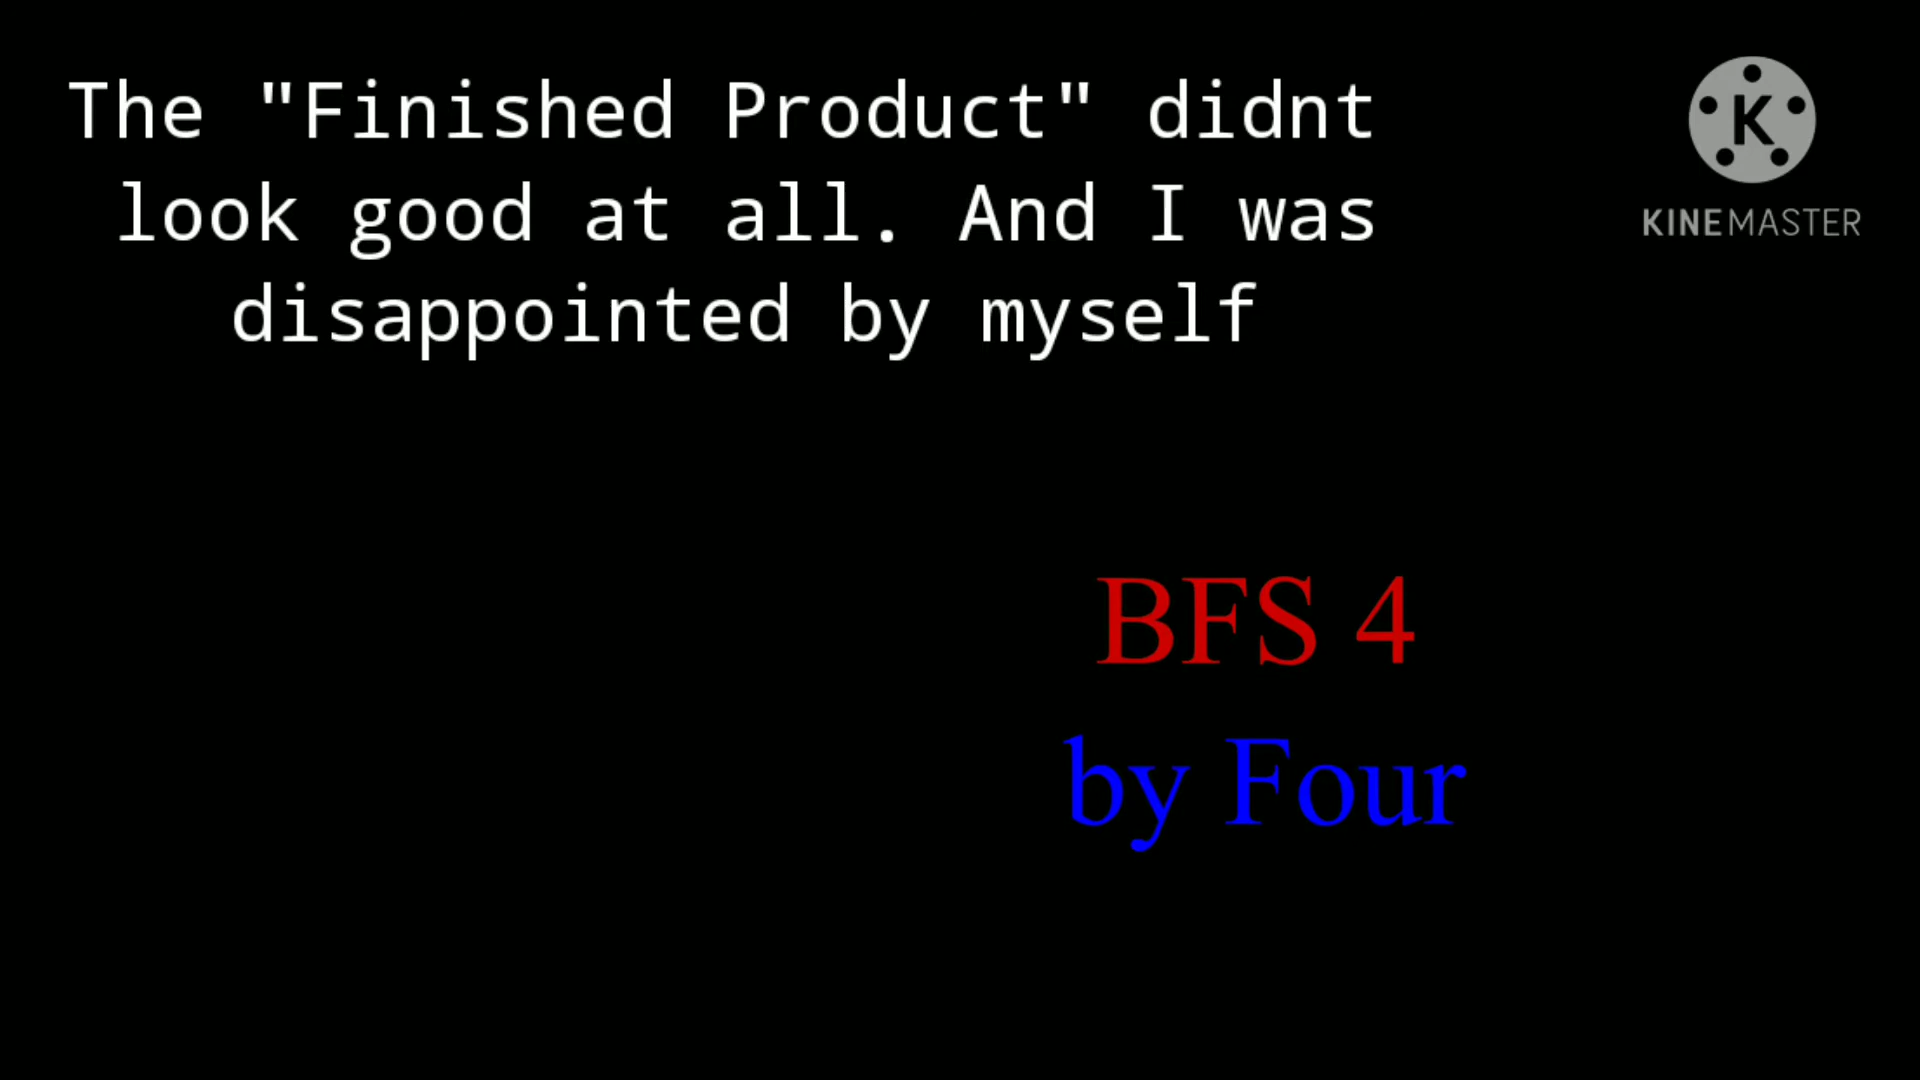 The "Finished Product" didnt
look good at all. And I was
disappointed by myself
K
KINEMASTER
BFS 4
by Four